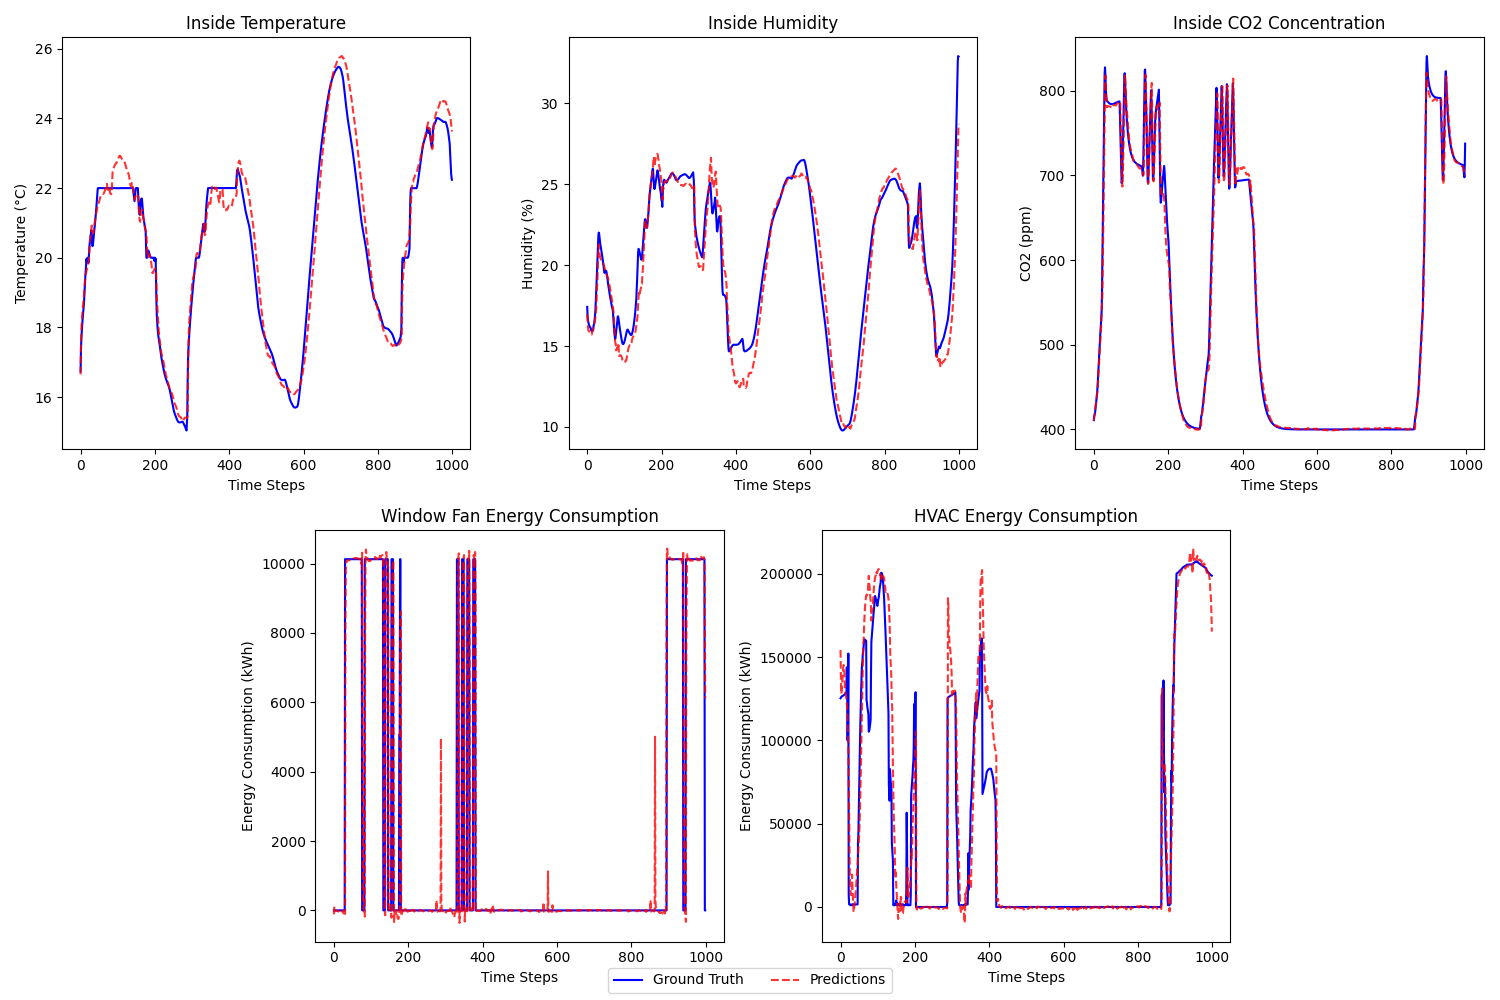 Inside Temperature
Inside Humidity
Inside CO2 Concentration
Temperature (°C)
26
24
22
20
18
16
0 200 400 600 800 1000
Time Steps
Humidity (%)
30
25
20
15
10
0 200 400 600 800 1000
Time Steps
CO2 (ppm)
800
700
600
500
400
0 200 400 600 800 1000
Time Steps
Window Fan Energy Consumption
HVAC Energy Consumption
Energy Consumption (kWh)
10000
8000
6000
4000
2000
0
0 200 400 600 800 1000
Time Steps
Energy Consumption (kWh)
200000
150000
100000
50000
0
0 200 400 600 800 1000
Time Steps
Ground Truth
Predictions